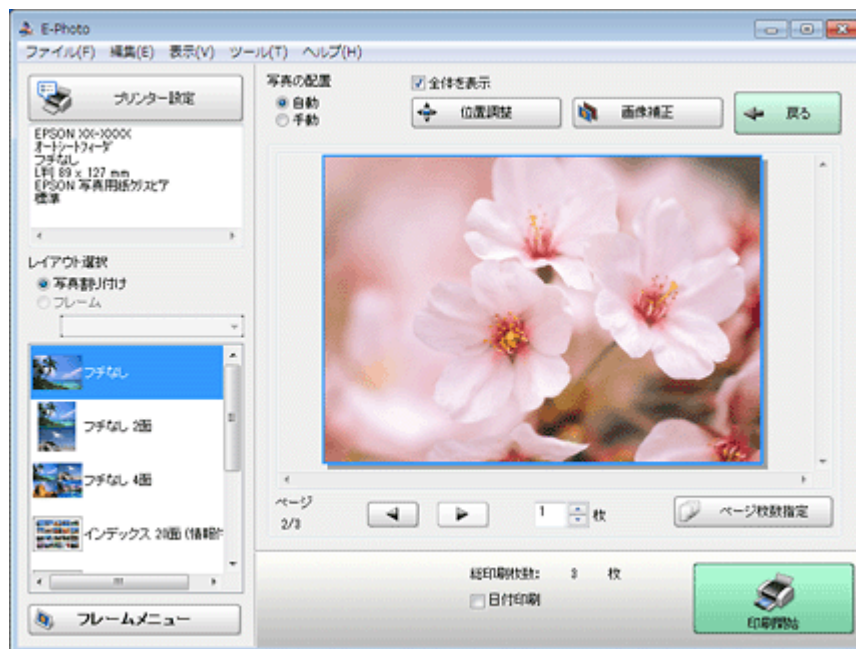 E-Photo
ファイル(F) 編集(E) 表示(V) ツール(T) ヘルプ(H)
プリンター設定
EPSON XX-XXXX
オートシートフィーダ
フチなし
L判 89 x 127 mm
EPSON 写真用紙クリスピア
標準
レイアウト選択
写真割り付け
フレーム
フチなし
フチなし 2面
フチなし 4面
インデックス 20面 (情報付
フレームメニュー
写真の配置
自動
手動
全体を表示
位置調整
画像補正
戻る
ページ
2/3
1 枚
ページ枚数指定
総印刷枚数: 3 枚
日付印刷
印刷開始